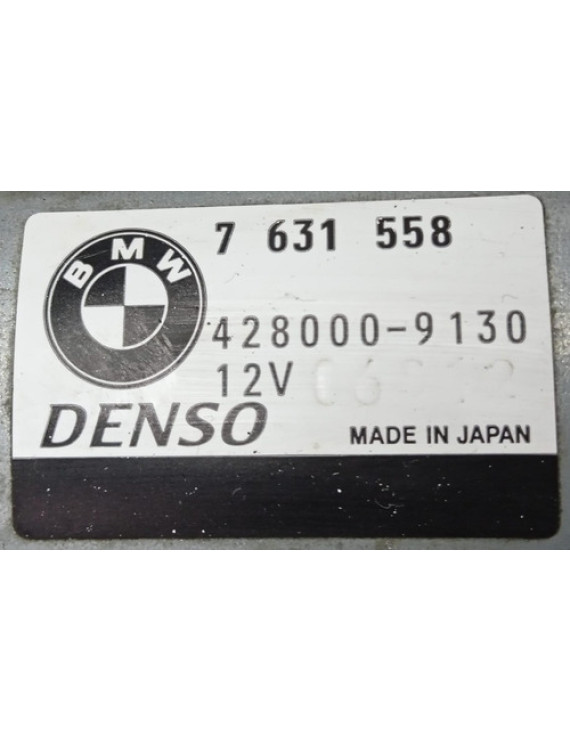 BMW
7 631 558
428000-9130
12V
DENSO
MADE IN JAPAN